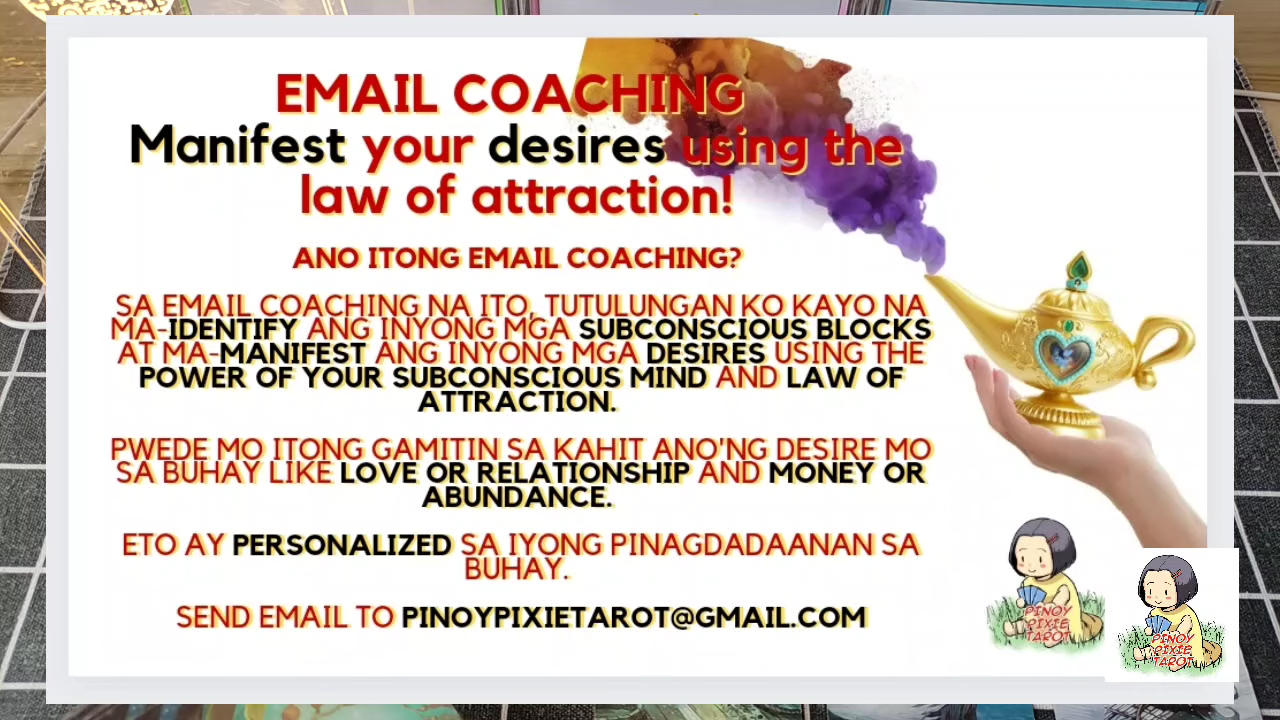 EMAIL COACHING
Manifest your desires using the
law of attraction!
ANO ITONG EMAIL COACHING?
SA EMAIL COACHING NA ITO, TUTULUNGAN KO KAYO NA
MA-IDENTIFY ANG INYONG MGA SUBCONSCIOUS BLOCKS
AT MA-MANIFEST ANG INYONG MGA DESIRES USING THE
POWER OF YOUR SUBCONSCIOUS MIND AND LAW OF
ATTRACTION.
PWEDE MO ITONG GAMITIN SA KAHIT ANO'NG DESIRE MO
SA BUHAY LIKE LOVE OR RELATIONSHIP AND MONEY OR
ABUNDANCE.
ETO AY PERSONALIZED SA IYONG PINAGDADAANAN SA
BUHAY.
SEND EMAIL TO PINOYPIXIETAROT@GMAIL.COM
PINOY
PIXIE
TAROT
PINOY
PIXIE
TAROT